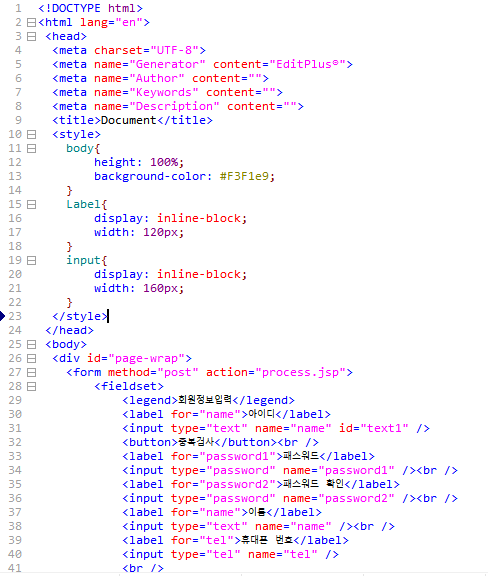 1 <!DOCTYPE html>
2 <html lang="en">
3 <head>
4 <meta charset="UTF-8">
5 <meta name="Generator" content="EditPlus®">
6 <meta name="Author" content="">
7 <meta name="Keywords" content="">
8 <meta name="Description" content="">
9 <title>Document</title>
10 <style>
11 body{
12 height: 100%;
13 background-color: #F3F1e9;
14 }
15 Label{
16 display: inline-block;
17 width: 120px;
18 }
19 input{
20 display: inline-block;
21 width: 160px;
22 }
23 </style>
24 </head>
25 <body>
26 <div id="page-wrap">
27 <form method="post" action="process.jsp">
28 <fieldset>
29 <legend>회원정보입력</legend>
30 <label for="name">아이디</label>
31 <input type="text" name="name" id="text1" />
32 <button>중복검사</button><br />
33 <label for="password1">패스워드</label>
34 <input type="password" name="password1" /><br />
35 <label for="password2">패스워드 확인</label>
36 <input type="password" name="password2" /><br />
37 <label for="name">이름</label>
38 <input type="text" name="name" /><br />
39 <label for="tel">휴대폰 번호</label>
40 <input type="tel" name="tel" />
41 <br />